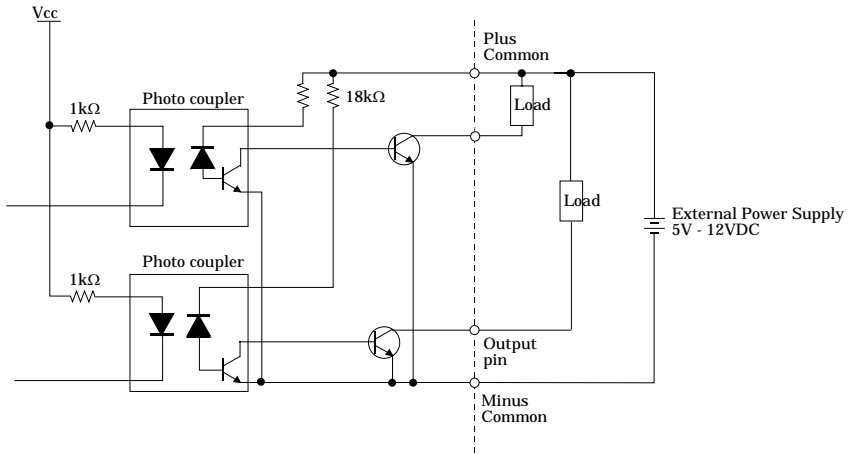 Vcc
Plus
Common
Photo coupler
18kΩ
1kΩ
Load
Load
External Power Supply
5V - 12VDC
Photo coupler
1kΩ
Output
pin
Minus
Common